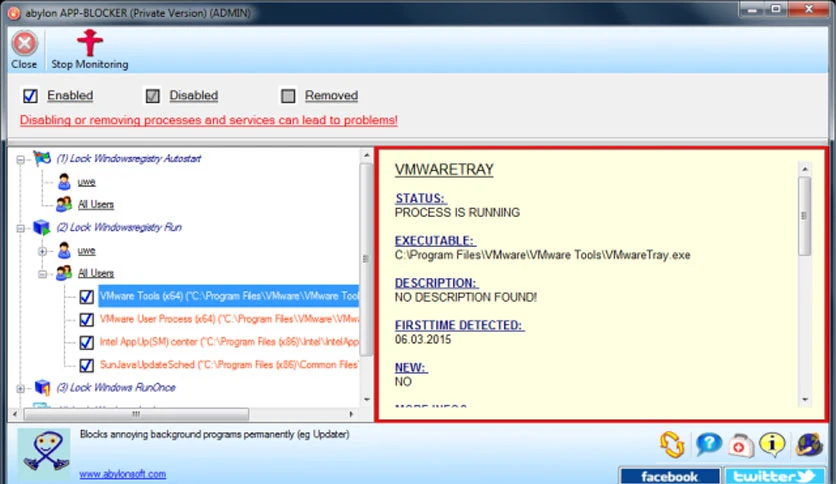 abylon APP-BLOCKER (Private Version) (ADMIN)
Close
Stop Monitoring
Enabled
Disabled
Removed
Disabling or removing processes and services can lead to problems!
(1) Lock Windowsregistry Autostart
uwe
All Users
(2) Lock Windowsregistry Run
uwe
All Users
VMware Tools (x64) ("C:\Program Files\VMware\VMware Tool
VMware User Process (x64) ("C:\Program Files\VMware\VMwa
Intel AppUp(SM) center ("C:\Program Files (x86)\Intel\IntelApp
SunJavaUpdateSched ("C:\Program Files (x86)\Common Files\
(3) Lock Windows RunOnce
VMWARETRAY
STATUS:
PROCESS IS RUNNING
EXECUTABLE:
C:\Program Files\VMware\VMware Tools\VMwareTray.exe
DESCRIPTION:
NO DESCRIPTION FOUND!
FIRSTTIME DETECTED:
06.03.2015
NEW:
NO
MORE INFOS
Blocks annoying background programs permanently (eg Updater)
www.abylonsoft.com
facebook
twitter